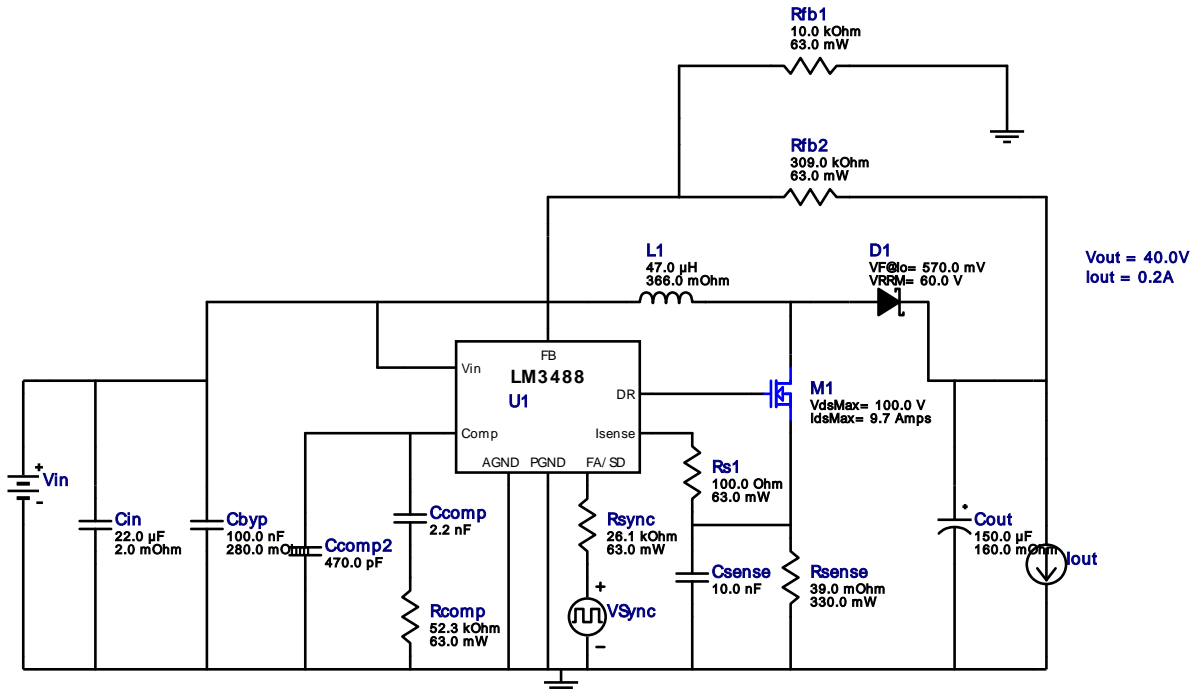 Rfb1
10.0 kOhm
63.0 mW
Rfb2
309.0 kOhm
63.0 mW
L1
47.0 µH
366.0 mOhm
D1
VF@Io= 570.0 mV
VRRM= 60.0 V
Vout = 40.0V
Iout = 0.2A
FB
Vin
LM3488
U1
DR
Comp
Isense
AGND
PGND
FA/SD
M1
VdsMax= 100.0 V
IdsMax= 9.7 Amps
Vin
Cin
22.0 µF
2.0 mOhm
Cbyp
100.0 nF
280.0 mOhm
Ccomp2
470.0 pF
Ccomp
2.2 nF
Rcomp
52.3 kOhm
63.0 mW
Rsync
26.1 kOhm
63.0 mW
VSync
Rs1
100.0 Ohm
63.0 mW
Csense
10.0 nF
Rsense
39.0 mOhm
330.0 mW
Cout
150.0 µF
160.0 mOhm
Iout